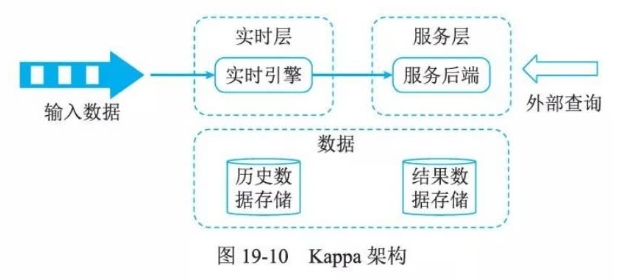 实时层
服务层
实时引擎
服务后端
输入数据
外部查询
数据
历史数
据存储
结果数
据存储
图 19-10 Kappa 架构